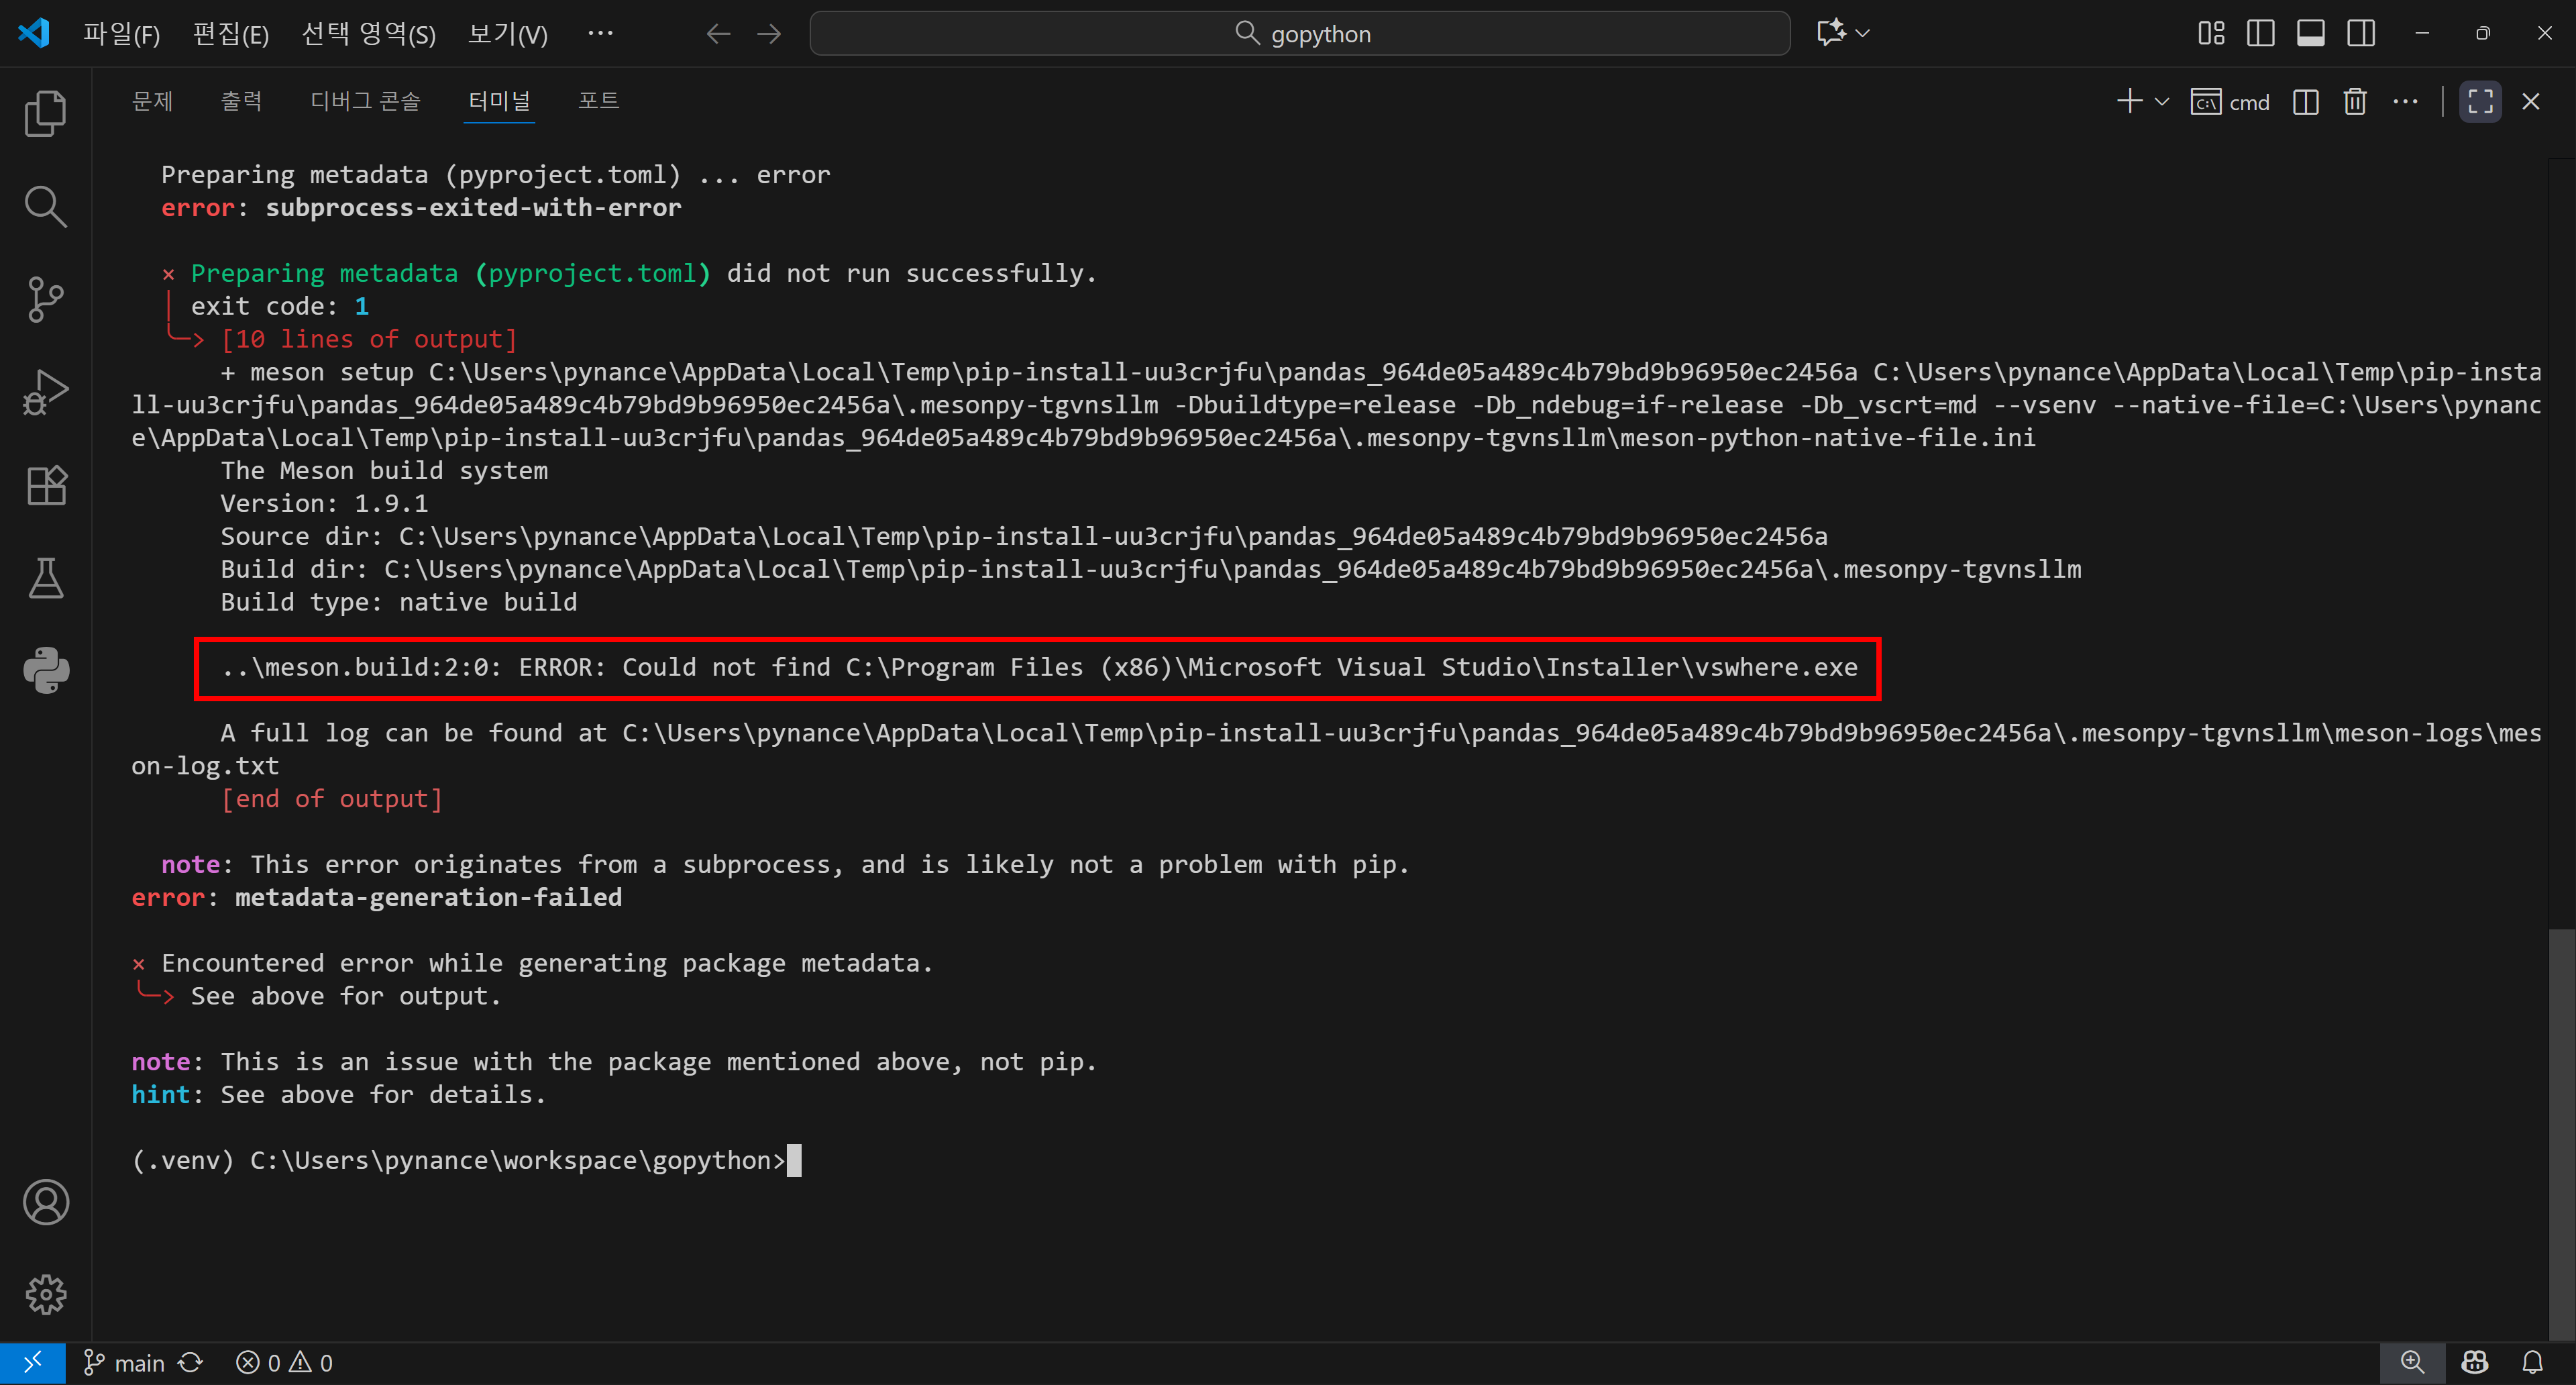 파일(F) 편집(E) 선택 영역(S) 보기(V) ··· gopython
문제 출력 디버그 콘솔 터미널 포트 cmd
Preparing metadata (pyproject.toml) ... error
error: subprocess-exited-with-error
× Preparing metadata (pyproject.toml) did not run successfully.
│ exit code: 1
╰─> [10 lines of output]
+ meson setup C:\Users\pynance\AppData\Local\Temp\pip-install-uu3crjfu\pandas_964de05a489c4b79bd9b96950ec2456a C:\Users\pynance\AppData\Local\Temp\pip-insta
ll-uu3crjfu\pandas_964de05a489c4b79bd9b96950ec2456a\.mesonpy-tgvnsllm -Dbuildtype=release -Db_ndebug=if-release -Db_vscrt=md --vsenv --native-file=C:\Users\pynanc
e\AppData\Local\Temp\pip-install-uu3crjfu\pandas_964de05a489c4b79bd9b96950ec2456a\.mesonpy-tgvnsllm\meson-python-native-file.ini
The Meson build system
Version: 1.9.1
Source dir: C:\Users\pynance\AppData\Local\Temp\pip-install-uu3crjfu\pandas_964de05a489c4b79bd9b96950ec2456a
Build dir: C:\Users\pynance\AppData\Local\Temp\pip-install-uu3crjfu\pandas_964de05a489c4b79bd9b96950ec2456a\.mesonpy-tgvnsllm
Build type: native build
..\meson.build:2:0: ERROR: Could not find C:\Program Files (x86)\Microsoft Visual Studio\Installer\vswhere.exe
A full log can be found at C:\Users\pynance\AppData\Local\Temp\pip-install-uu3crjfu\pandas_964de05a489c4b79bd9b96950ec2456a\.mesonpy-tgvnsllm\meson-logs\mes
on-log.txt
[end of output]
note: This error originates from a subprocess, and is likely not a problem with pip.
error: metadata-generation-failed
× Encountered error while generating package metadata.
╰─> See above for output.
note: This is an issue with the package mentioned above, not pip.
hint: See above for details.
(.venv) C:\Users\pynance\workspace\gopython>
main 0 0